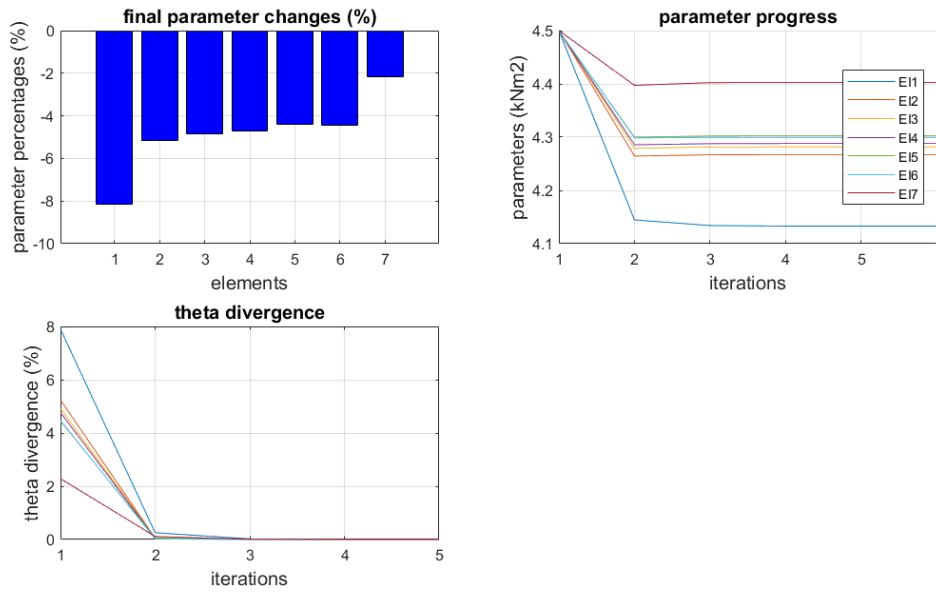 final parameter changes (%)
parameter percentages (%)
0
-2
-4
-6
-8
-10
1 2 3 4 5 6 7
elements
parameter progress
parameters (kNm2)
4.5
4.4
4.3
4.2
4.1
1 2 3 4 5
iterations
EI1
EI2
EI3
EI4
EI5
EI6
EI7
theta divergence
theta divergence (%)
8
6
4
2
0
1 2 3 4 5
iterations